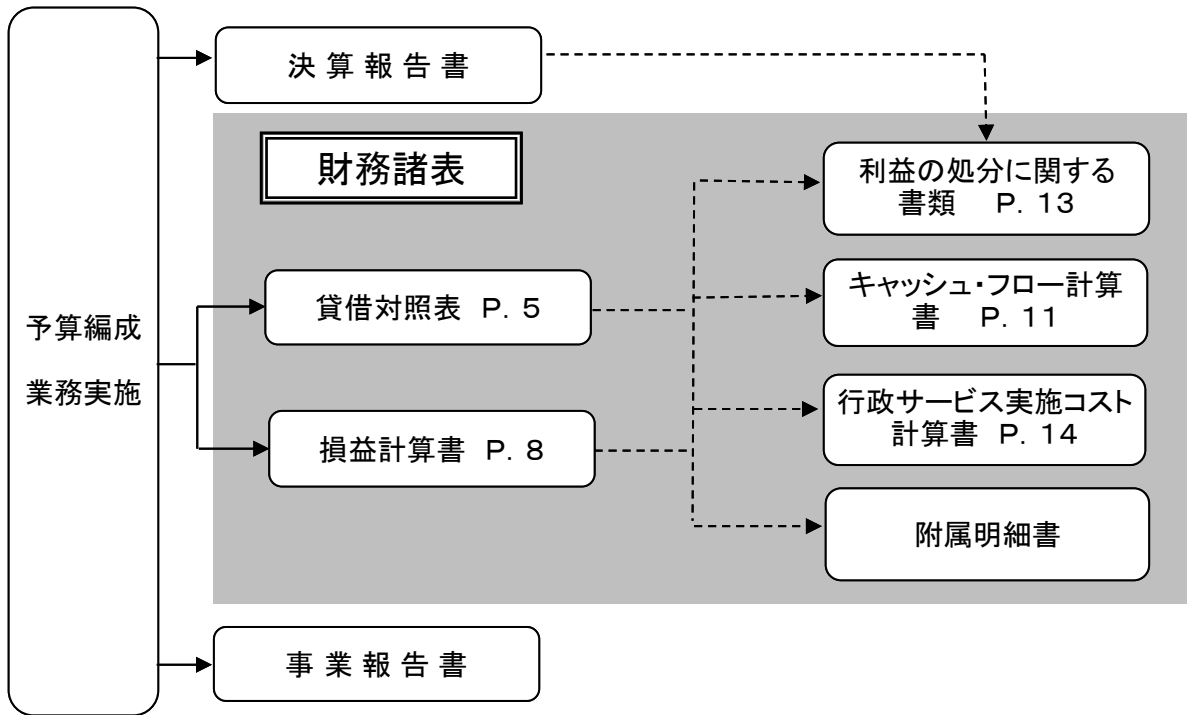 決算報告書
財務諸表
利益の処分に関する
書類 P.13
貸借対照表 P.5
キャッシュ・フロー計算
書 P.11
予算編成
業務実施
行政サービス実施コスト
計算書 P.14
損益計算書 P.8
附属明細書
事業報告書